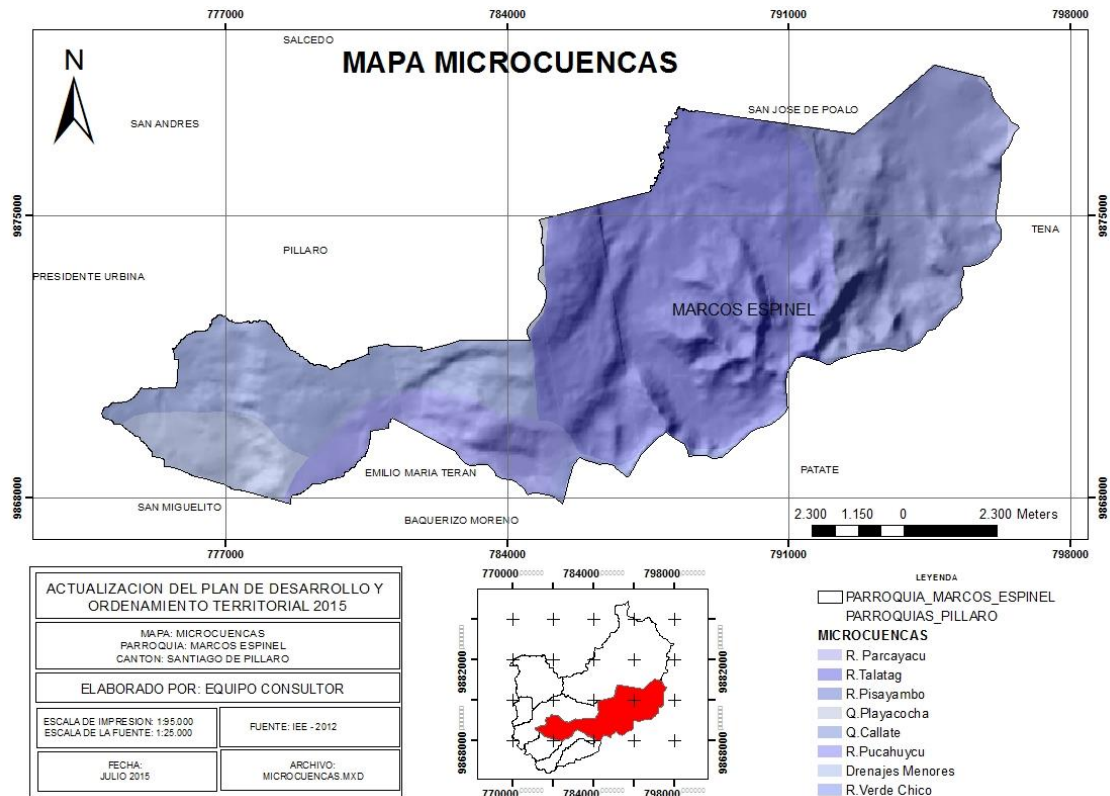 777000
784000
791000
798000
SALCEDO
MAPA MICROCUENCAS
N
SAN ANDRES
SAN JOSE DE POALO
9875000
9875000
PILLARO
TENA
PRESIDENTE URBINA
MARCOS ESPINEL
EMILIO MARIA TERAN
PATATE
SAN MIGUELITO
BAQUERIZO MORENO
9868000
9868000
2.300 1.150 0 2.300 Meters
777000
784000
791000
798000
ACTUALIZACION DEL PLAN DE DESARROLLO Y
ORDENAMIENTO TERRITORIAL 2015
MAPA: MICROCUENCAS
PARROQUIA: MARCOS ESPINEL
CANTON: SANTIAGO DE PILLARO
ELABORADO POR: EQUIPO CONSULTOR
ESCALA DE IMPRESION: 1:95.000
ESCALA DE LA FUENTE: 1:25.000
FUENTE: IEE - 2012
FECHA:
JULIO 2015
ARCHIVO:
MICROCUENCAS.MXD
770000 784000 798000
9882000
9868000
9882000
9868000
770000 784000 798000
LEYENDA
PARROQUIA_MARCOS_ESPINEL
PARROQUIAS_PILLARO
MICROCUENCAS
R. Parcayacu
R.Talatag
R.Pisayambo
Q.Playacocha
Q.Callate
R.Pucahuycu
Drenajes Menores
R.Verde Chico